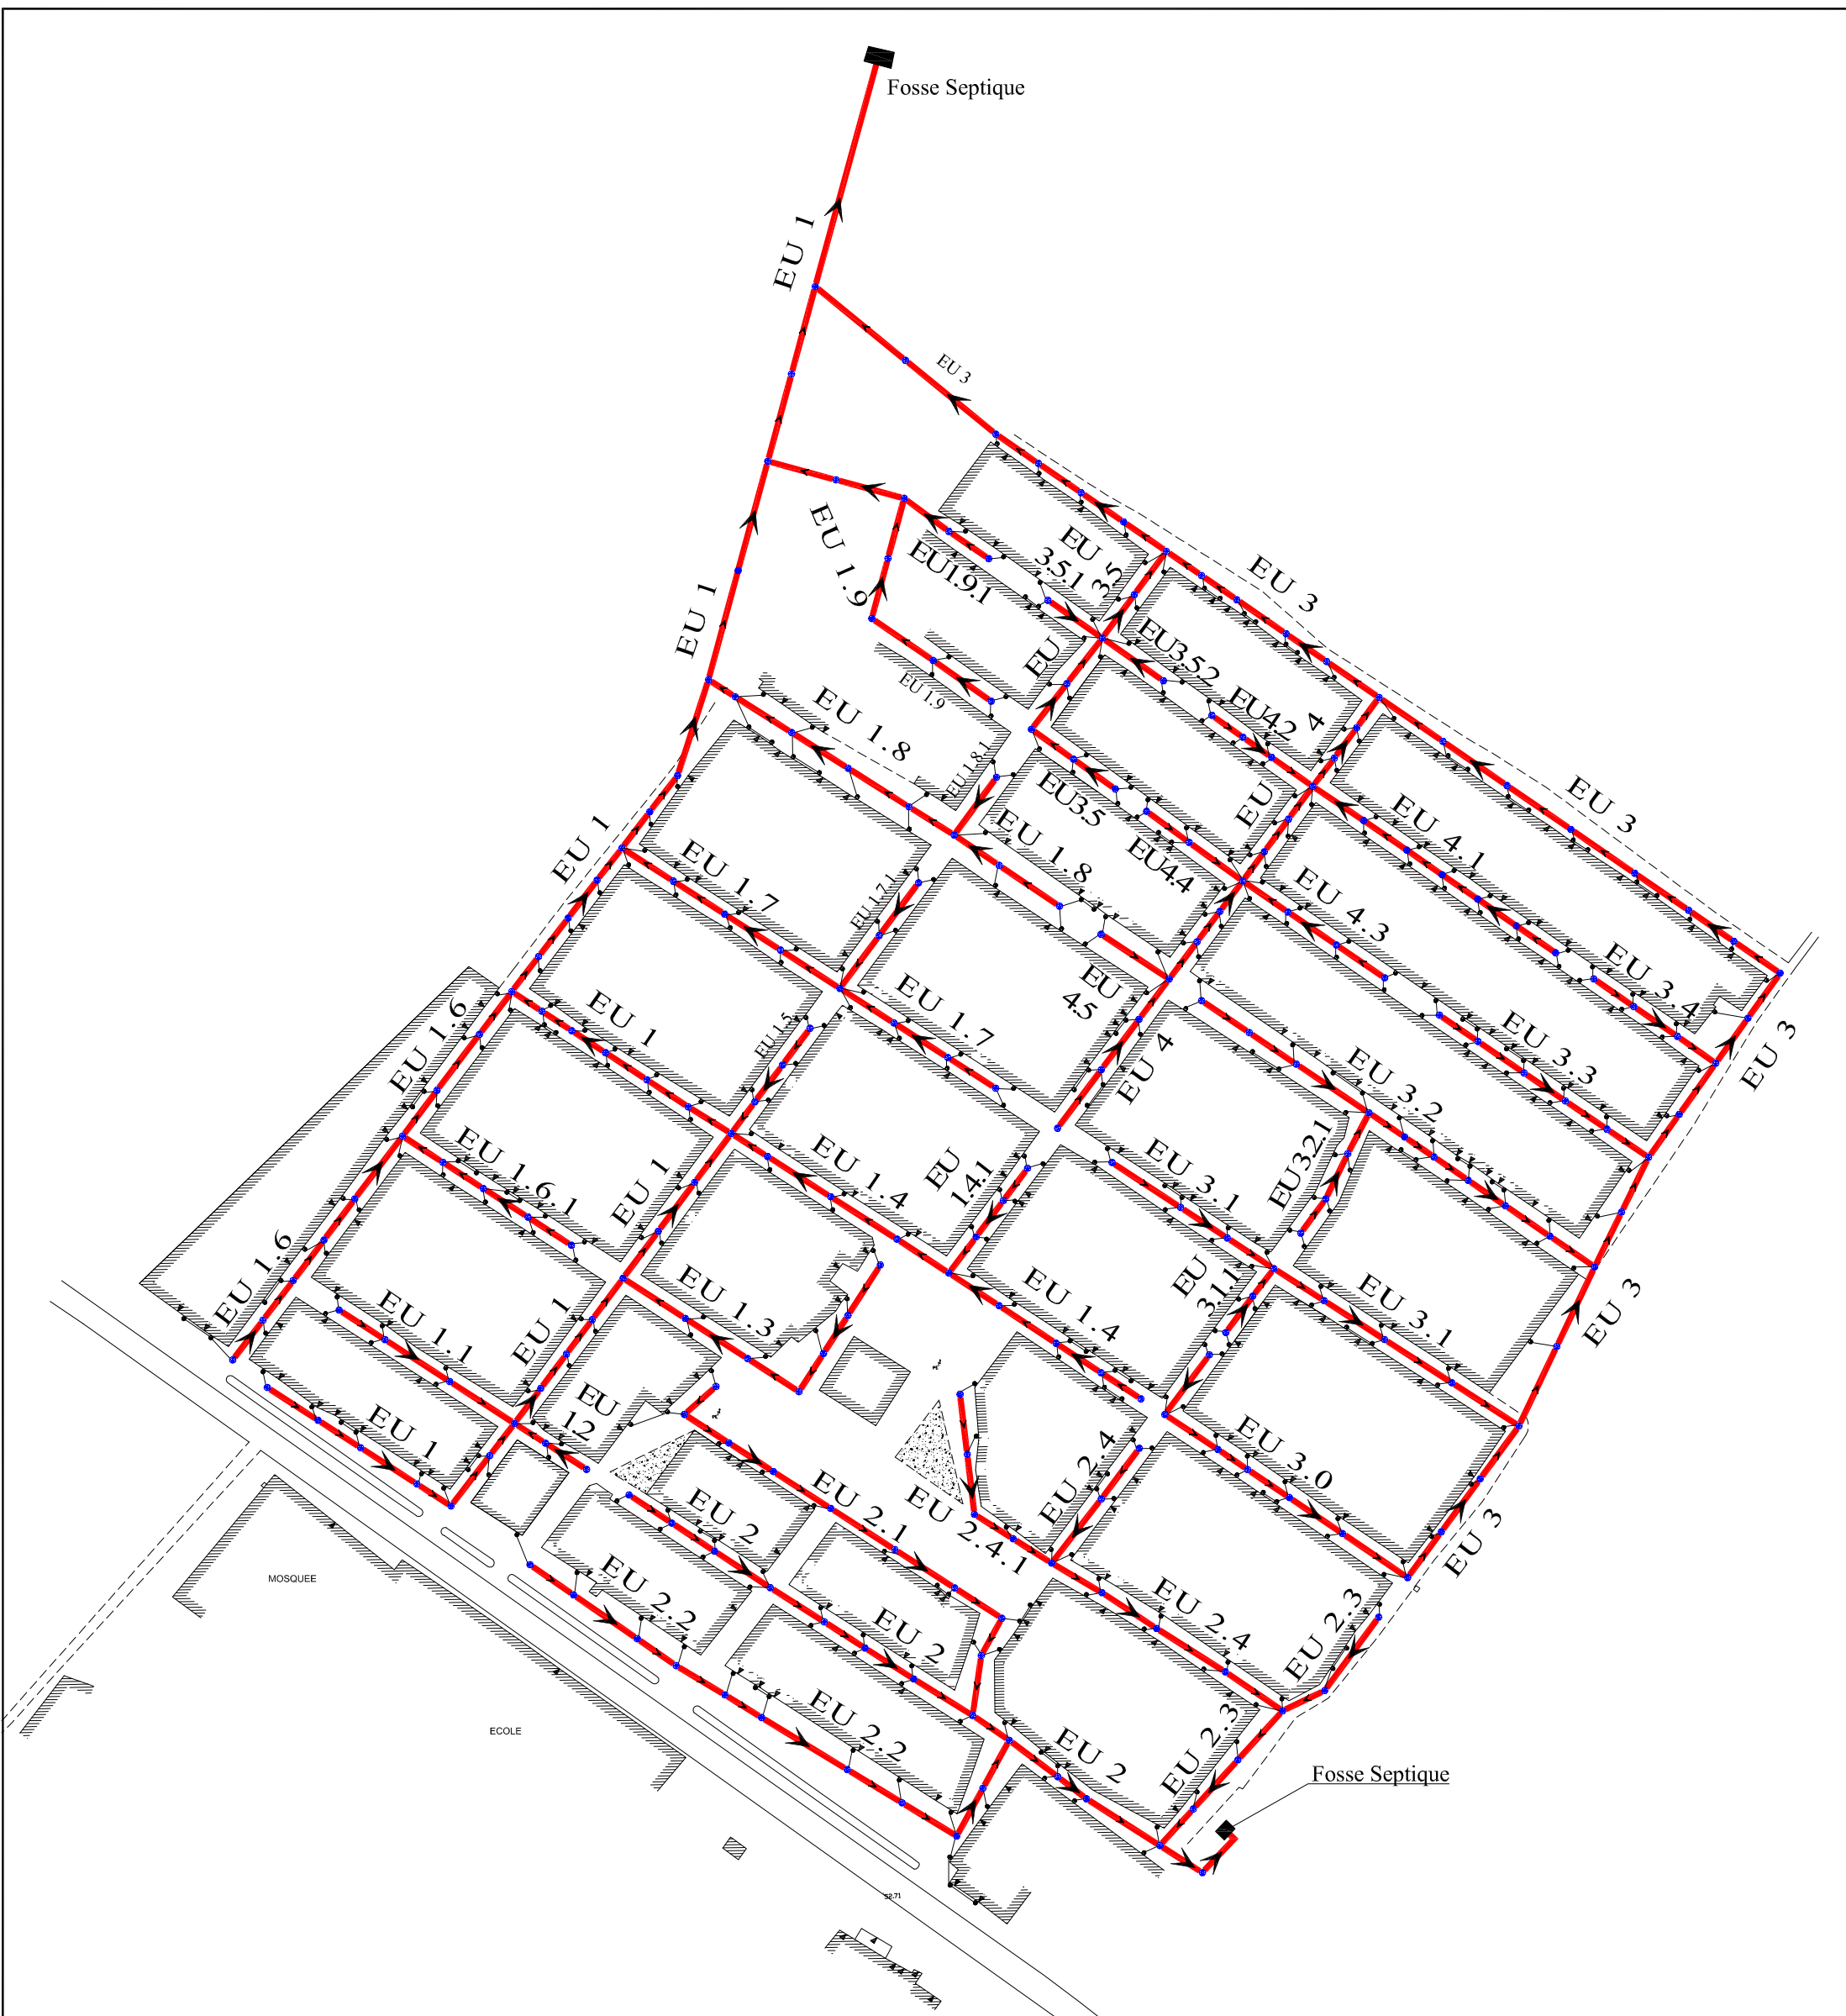 Fosse Septique
EU 1
EU 3
EU 1.9
EU 1
EU 3.5
3.5.1
EU1.9.1
EU 3
EU3.5.2
EU
EU 1.9
EU4.2
EU 4
EU 1.8
EU 1.8.1
EU3.5
EU 3
EU 1
EU 1.8
EU
EU 4.1
EU4.4
EU 1.7
EU 1.7.1
EU 4.3
EU 3.4
EU 1.6
EU 1
EU 1.5
EU 1.7
EU
4.5
EU 4
EU 3.3
EU 3
EU 3.2
EU 1.6.1
EU 1
EU 1.4
EU
1.4.1
EU 3.1
EU3.2.1
EU 1.6
EU 1.1
EU 1
EU 1.3
EU 1.4
EU
3.1.1
EU 3.1
EU 3
EU 1
EU
1.2
EU 2.1
EU 2
EU 2.4.1
EU 2.4
EU 3.0
EU 3
MOSQUEE
EU 2.2
EU 2
EU 2.4
EU 2.3
ECOLE
EU 2.2
EU 2
EU 2.3
Fosse Septique
52.71